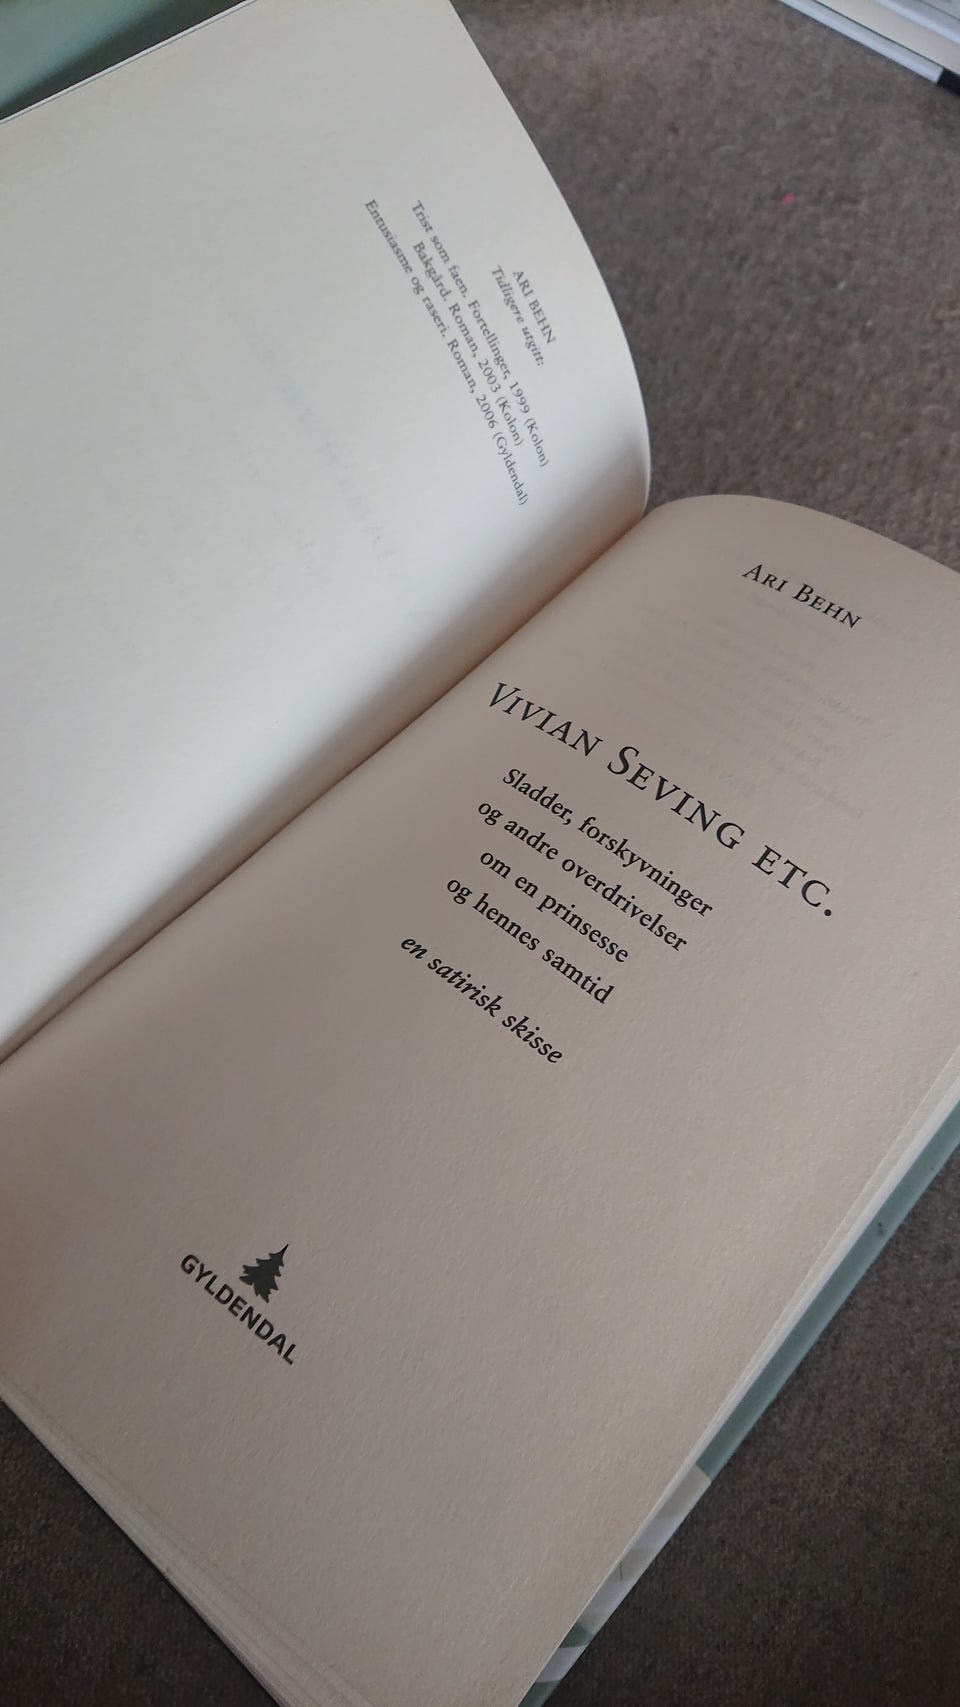 ARI BEHN
Tidligere utgitt:
Trist som faen. Fortellinger, 1999 (Kolon)
Bakgård. Roman, 2003 (Kolon)
Entusiasme og raseri. Roman, 2006 (Gyldendal)
ARI BEHN
VIVIAN SEVING ETC.
Sladder, forskyvninger
og andre overdrivelser
om en prinsesse
og hennes samtid
en satirisk skisse
GYLDENDAL